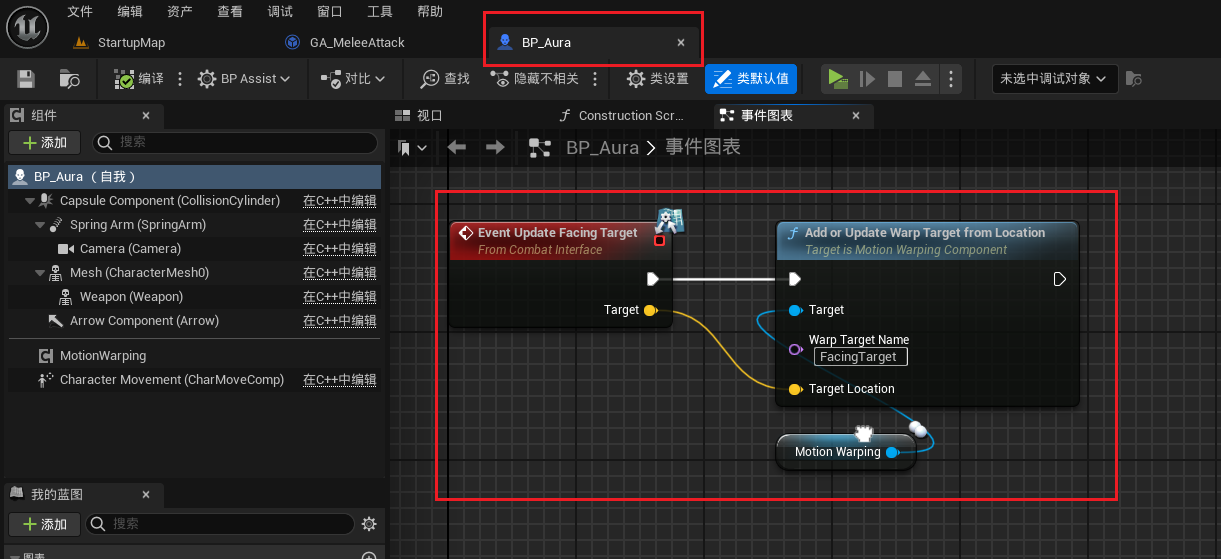 文件 编辑 资产 查看 调试 窗口 工具 帮助
StartupMap GA_MeleeAttack BP_Aura
编译 BP Assist 对比 查找 隐藏不相关 类设置 类默认值 未选中调试对象
组件 视口 Construction Scr... 事件图表
添加 搜索 BP_Aura 事件图表
BP_Aura（自我）
Capsule Component (CollisionCylinder) 在C++中编辑
Spring Arm (SpringArm) 在C++中编辑
Camera (Camera) 在C++中编辑
Mesh (CharacterMesh0) 在C++中编辑
Weapon (Weapon) 在C++中编辑
Arrow Component (Arrow) 在C++中编辑
MotionWarping
Character Movement (CharMoveComp) 在C++中编辑
Event Update Facing Target
From Combat Interface
Target
Add or Update Warp Target from Location
Target is Motion Warping Component
Target
Warp Target Name
FacingTarget
Target Location
Motion Warping
我的蓝图
添加 搜索
图表